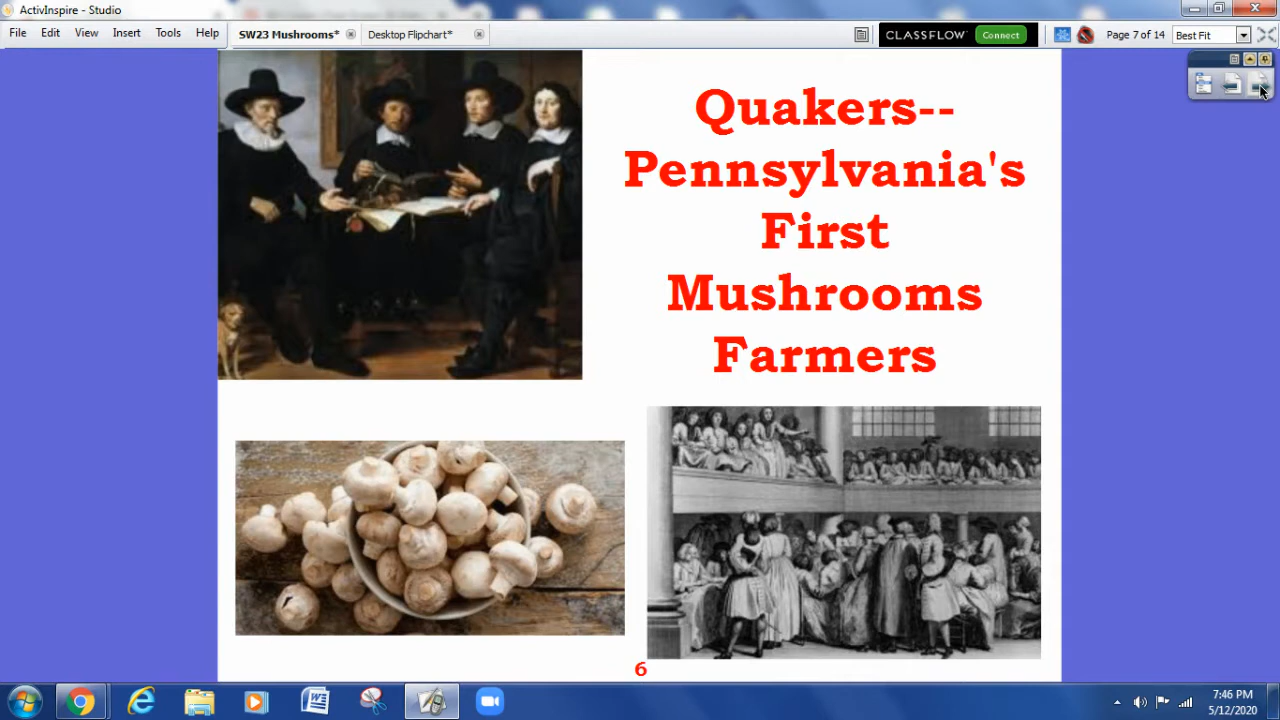 ActivInspire - Studio
File Edit View Insert Tools Help
SW23 Mushrooms*
Desktop Flipchart*
CLASSFLOW Connect
Page 7 of 14
Best Fit
Quakers--
Pennsylvania's
First
Mushrooms
Farmers
6
7:46 PM
5/12/2020